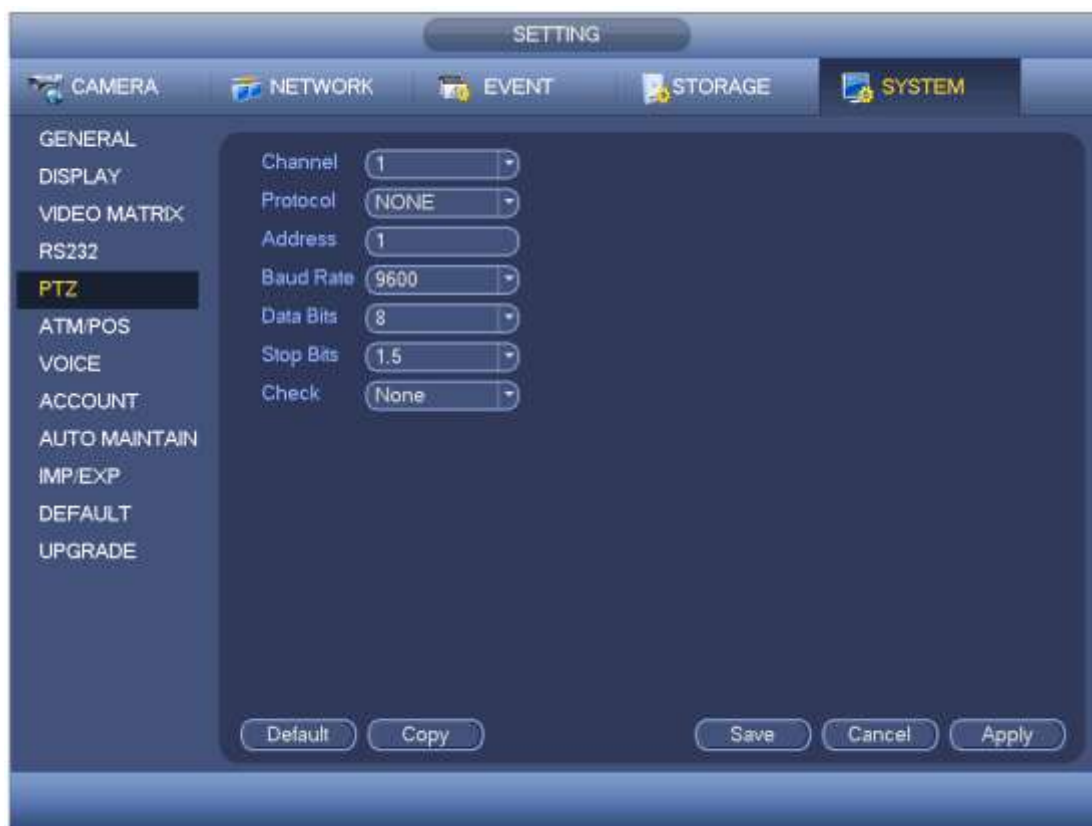 SETTING
CAMERA NETWORK EVENT STORAGE SYSTEM
GENERAL
DISPLAY
VIDEO MATRIX
RS232
PTZ
ATM/POS
VOICE
ACCOUNT
AUTO MAINTAIN
IMP/EXP
DEFAULT
UPGRADE
Channel 1
Protocol NONE
Address 1
Baud Rate 9600
Data Bits 8
Stop Bits 1.5
Check None
Default Copy Save Cancel Apply